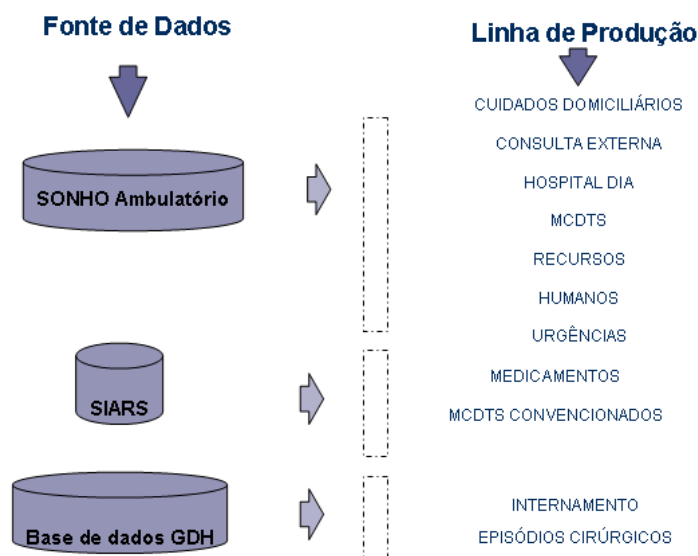 Fonte de Dados
Linha de Produção
CUIDADOS DOMICILIÁRIOS
CONSULTA EXTERNA
HOSPITAL DIA
SONHO Ambulatório
MCDTS
RECURSOS
HUMANOS
URGÊNCIAS
MEDICAMENTOS
SIARS
MCDTS CONVENCIONADOS
INTERNAMENTO
Base de dados GDH
EPISÓDIOS CIRÚRGICOS